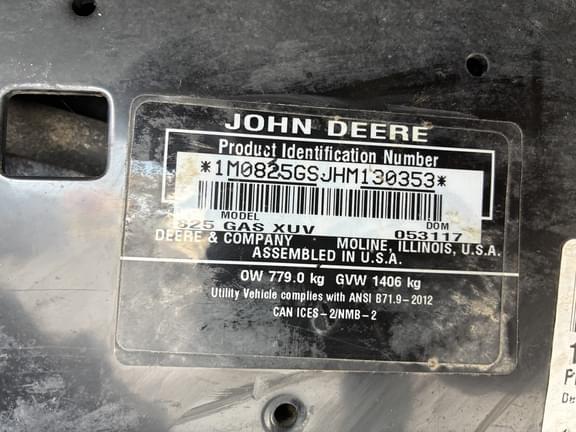 JOHN DEERE
Product Identification Number
*1M0825GSJHM130353*
MODEL DOM
825 GAS XUV 053117
DEERE & COMPANY MOLINE, ILLINOIS, U.S.A.
ASSEMBLED IN U.S.A.
OW 779.0 kg GVW 1406 kg
Utility Vehicle complies with ANSI B71.9-2012
CAN ICES-2/NMB-2